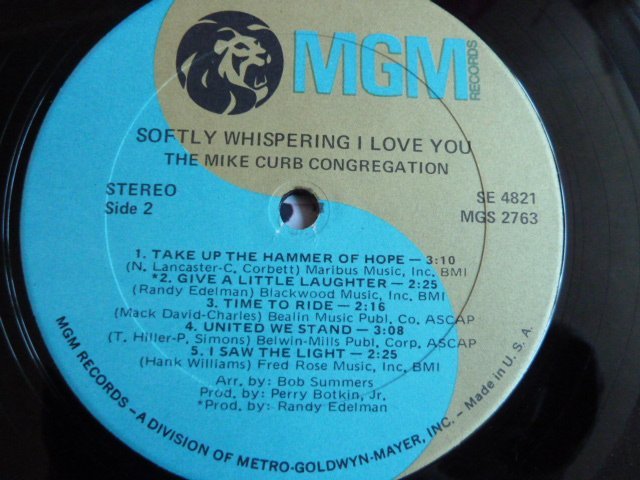 MGM
RECORDS
SOFTLY WHISPERING I LOVE YOU
THE MIKE CURB CONGREGATION
STEREO
Side 2
SE 4821
MGS 2763
1. TAKE UP THE HAMMER OF HOPE — 3:10
(N. Lancaster-C. Corbett) Maribus Music, Inc. BMI
*2. GIVE A LITTLE LAUGHTER — 2:25
(Randy Edelman) Blackwood Music, Inc. BMI
3. TIME TO RIDE — 2:16
(Mack David-Charles) Bealin Music Publ. Co. ASCAP
4. UNITED WE STAND — 3:08
(T. Hiller-P. Simons) Belwin-Mills Publ. Corp. ASCAP
5. I SAW THE LIGHT — 2:25
(Hank Williams) Fred Rose Music, Inc. BMI
Arr. by: Bob Summers
Prod. by: Perry Botkin, Jr.
*Prod. by: Randy Edelman
MGM RECORDS — A DIVISION OF METRO-GOLDWYN-MAYER, INC. — Made in U. S. A.